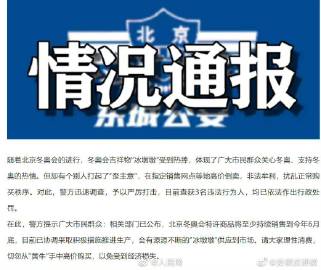 北京
情况通报
东城公安
随着北京冬奥会的进行，冬奥会吉祥物“冰墩墩”受到热捧，体现了广大市民群众关心冬奥、支持冬
奥的热情。但却有个别人打起了“歪主意”，在指定销售网点等地高价倒卖、非法牟利，扰乱正常购
买秩序。对此，警方迅速调查，予以严厉打击，目前查获3名违法行为人，均已依法作出行政处
罚。
在此，警方提示广大市民群众：相关部门已公布，北京冬奥会特许商品将至少持续销售到今年6月
底，目前已协调采取积极措施推进生产，会有源源不断的“冰墩墩”供应到市场，请大家理性消费，
切勿从“黄牛”手中高价购买，以免受到经济损失。